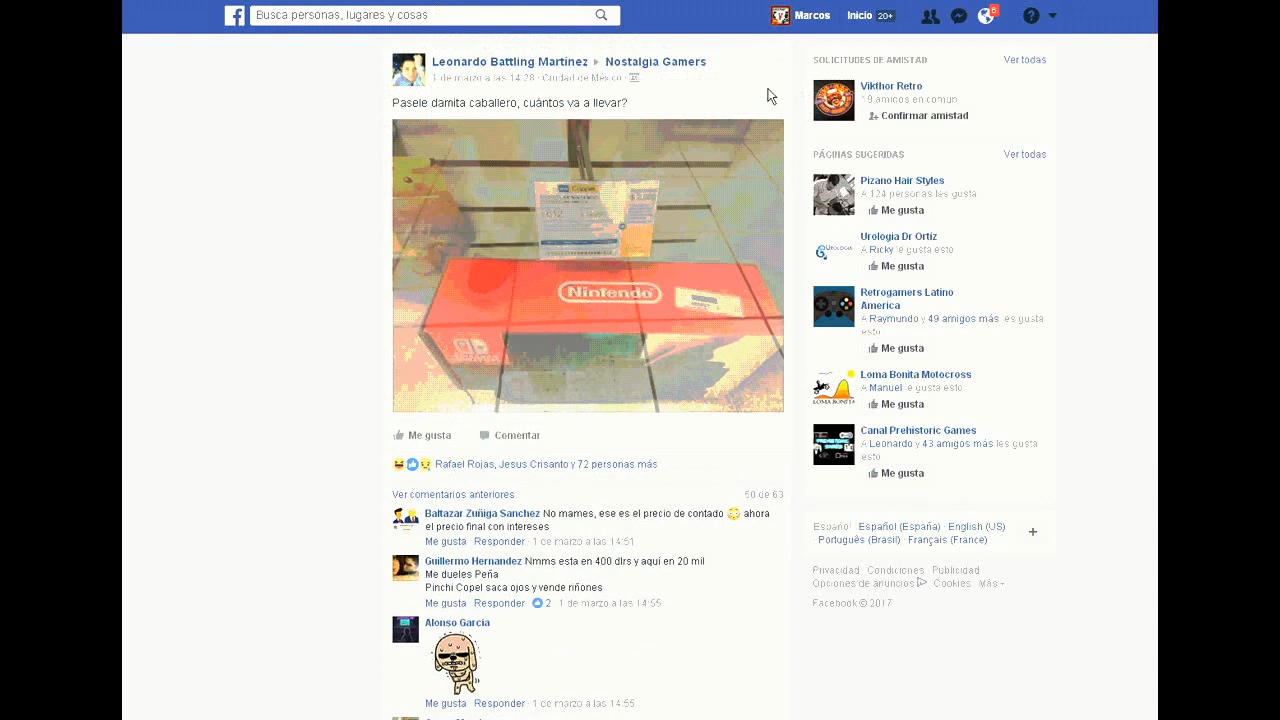 Busca personas, lugares y cosas
Marcos
Inicio 20+
6
Leonardo Battling Martínez ▸ Nostalgia Gamers
1 de marzo a las 14:28 · Ciudad de México ·
Pasele damita caballero, cuántos va a llevar?
Nintendo
Me gusta Comentar
Rafael Rojas, Jesus Crisanto y 72 personas más
Ver comentarios anteriores 50 de 63
Baltazar Zuñiga Sanchez No mames, ese es el precio de contado 😳 ahora
el precio final con intereses
Me gusta · Responder · 1 de marzo a las 14:51
Guillermo Hernandez Nmms esta en 400 dlrs y aquí en 20 mil
Me dueles Peña
Pinchi Copel saca ojos y vende riñones
Me gusta · Responder · 2 · 1 de marzo a las 14:55
Alonso Garcia
Me gusta · Responder · 1 de marzo a las 14:55
SOLICITUDES DE AMISTAD Ver todas
Vikthor Retro
19 amigos en común
Confirmar amistad
PÁGINAS SUGERIDAS Ver todas
Pizano Hair Styles
A 124 personas les gusta
Me gusta
Urologia Dr Ortíz
A Ricky le gusta esto
Me gusta
Retrogamers Latino
America
A Raymundo y 49 amigos más les gusta
esto
Me gusta
Loma Bonita Motocross
A Manuel le gusta esto
Me gusta
LOMA BONITA
Canal Prehistoric Games
A Leonardo y 43 amigos más les gusta
esto
Me gusta
Español · Español (España) · English (US) ·
Português (Brasil) · Français (France)
Privacidad · Condiciones · Publicidad ·
Opciones de anuncios · Cookies · Más
Facebook © 2017